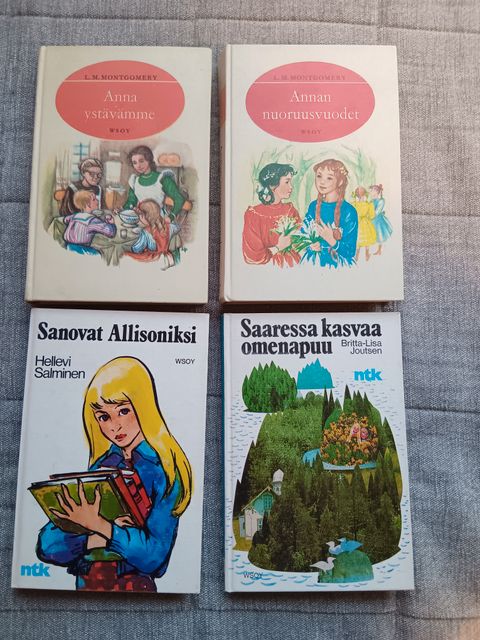 L. M. MONTGOMERY
Anna
ystävämme
WSOY
L. M. MONTGOMERY
Annan
nuoruusvuodet
WSOY
Sanovat Allisoniksi
Hellevi
Salminen
WSOY
ntk
Saaressa kasvaa
omenapuu
Britta-Lisa
Joutsen
ntk
WSOY